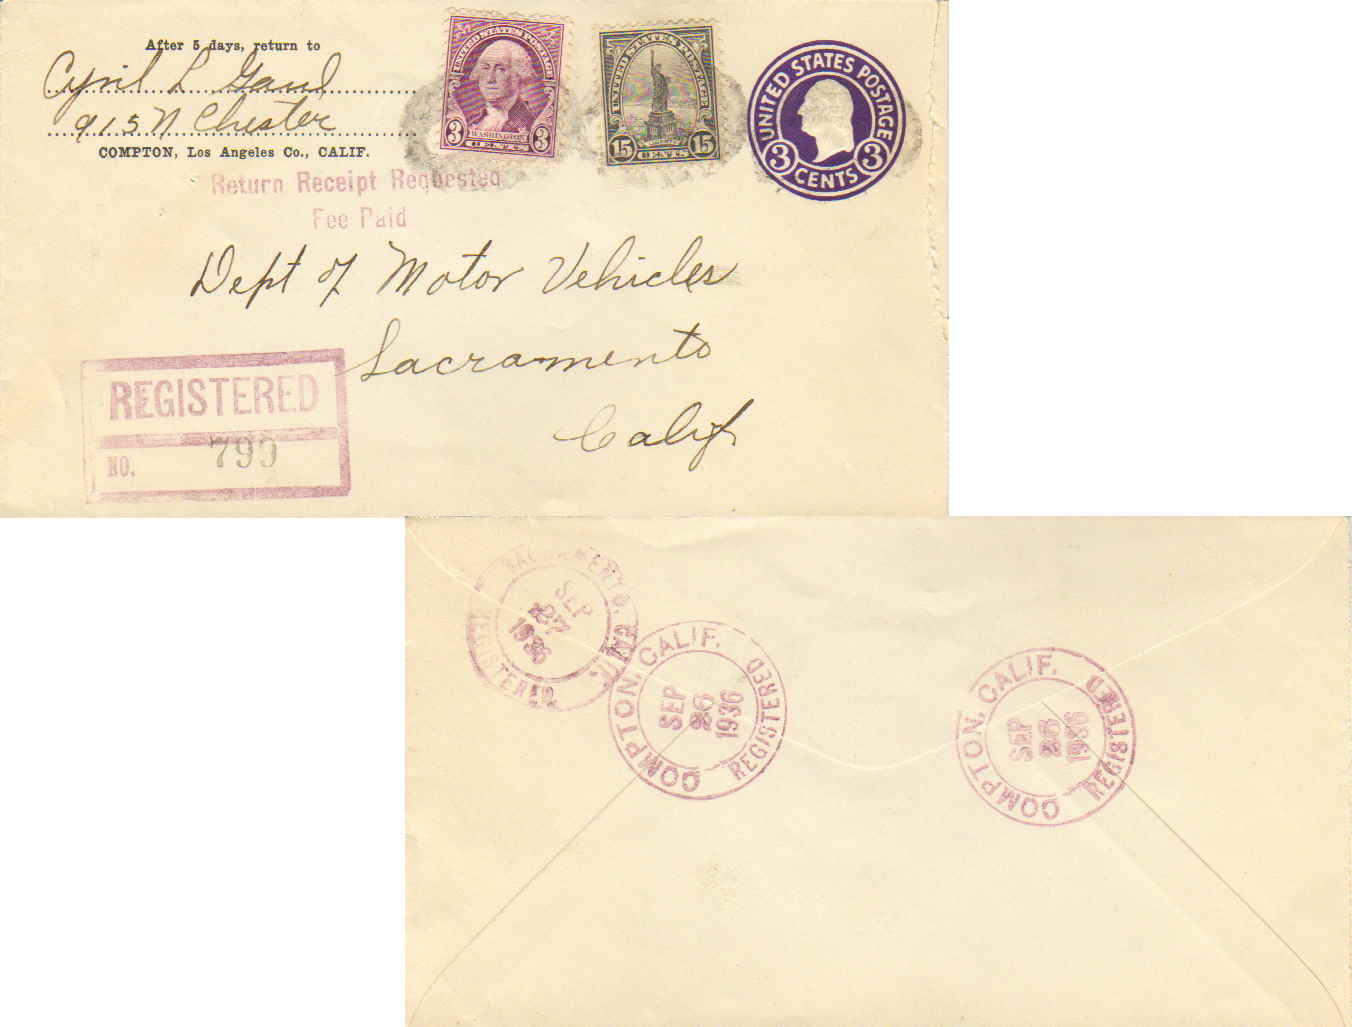 After 5 days, return to
Cyril L Gaul
915 N Chester
COMPTON, Los Angeles Co., CALIF.
UNITED STATES POSTAGE
3 WASHINGTON 3
CENTS
UNITED STATES POSTAGE
15 LIBERTY 15
CENTS
UNITED STATES POSTAGE
3 3
CENTS
Return Receipt Requested
Fee Paid
Dept of Motor Vehicles
Sacramento
Calif
REGISTERED
NO. 799
SACRAMENTO,
SEP
27
1936
REGISTERED
COMPTON, CALIF.
SEP
26
1936
REGISTERED
COMPTON, CALIF.
SEP
26
1936
REGISTERED